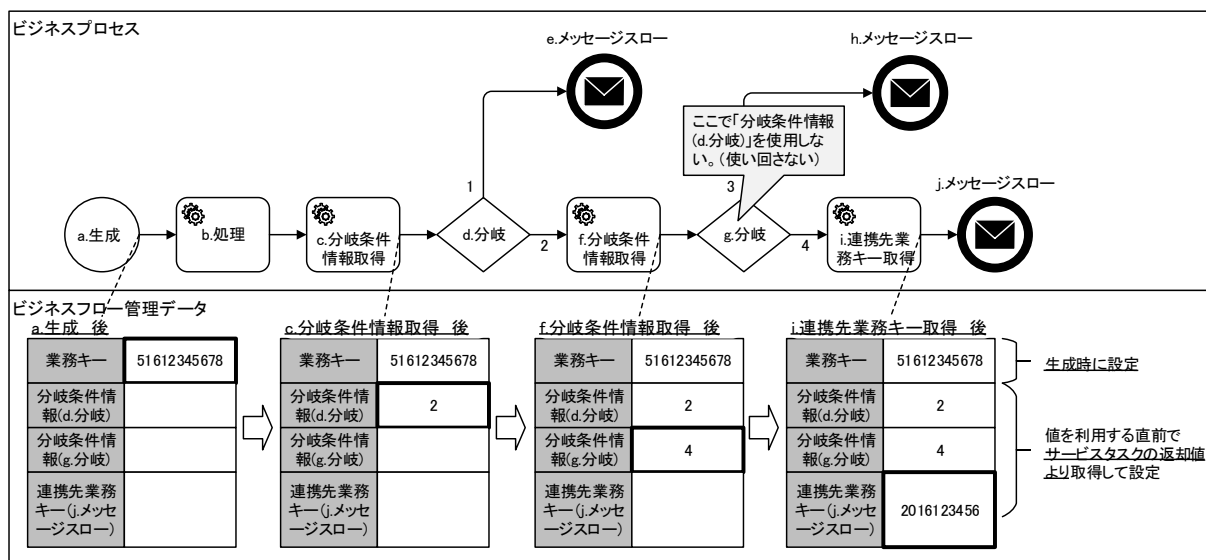 ビジネスプロセス
e.メッセージスロー
h.メッセージスロー
ここで「分岐条件情報
(d.分岐)」を使用しな
い。(使い回さない)
j.メッセージスロー
1
3
a.生成
b.処理
c.分岐条件
情報取得
d.分岐
2
f.分岐条件
情報取得
g.分岐
4
i.連携先業
務キー取得
ビジネスフロー管理データ
a.生成 後
業務キー
51612345678
分岐条件情
報(d.分岐)
分岐条件情
報(g.分岐)
連携先業務
キー(j.メッ
セージスロー)
c.分岐条件情報取得 後
業務キー
51612345678
分岐条件情
報(d.分岐)
2
分岐条件情
報(g.分岐)
連携先業務
キー(j.メッセ
ージスロー)
f.分岐条件情報取得 後
業務キー
51612345678
分岐条件情
報(d.分岐)
2
分岐条件情
報(g.分岐)
4
連携先業務
キー(j.メッセ
ージスロー)
i.連携先業務キー取得 後
業務キー
51612345678
分岐条件情
報(d.分岐)
2
分岐条件情
報(g.分岐)
4
連携先業務
キー(j.メッセ
ージスロー)
2016123456
生成時に設定
値を利用する直前で
サービスタスクの返却値
より取得して設定